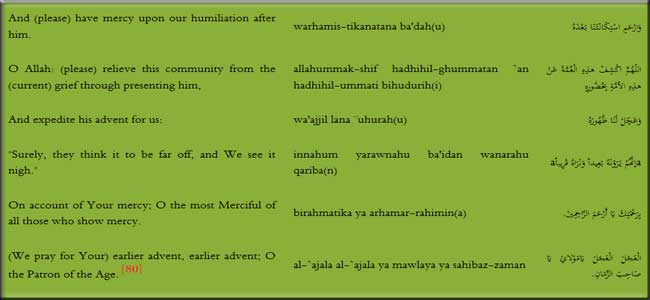 And (please) have mercy upon our humiliation after
him.
warhamis-tikanatana ba'dah(u)
وَارْحَمِ اسْتِكَانَتَنَا بَعْدَهُ
O Allah: (please) relieve this community from the
(current) grief through presenting him,
allahummak-shif hadhihil-ghummatan `an
hadhihil-ummati bihudurih(i)
اللَّهُمَّ اكْشِفْ هذِهِ الْغُمَّةَ عَنْ
هذِهِ الأُمَّةِ بِحُضُورِهِ
And expedite his advent for us:
wa'ajjil lana ¨uhurah(u)
وَعَجِّلْ لَنَا ظُهُورَهُ
"Surely, they think it to be far off, and We see it
nigh."
innahum yarawnahu ba'idan wanarahu
qariba(n)
إِنَّهُمْ يَرَوْنَهُ بَعِيداً وَنَرَاهُ قَرِيباً
On account of Your mercy; O the most Merciful of
all those who show mercy.
birahmatika ya arhamar-rahimin(a)
بِرَحْمَتِكَ يَا أَرْحَمَ الرَّاحِمِينَ.
(We pray for Your) earlier advent, earlier advent; O
the Patron of the Age. [80]
al-`ajala al-`ajala ya mawlaya ya sahibaz-zaman
الْعَجَلَ الْعَجَلَ يَامَوْلاَيَ يَا
صَاحِبَ الزَّمَانِ.